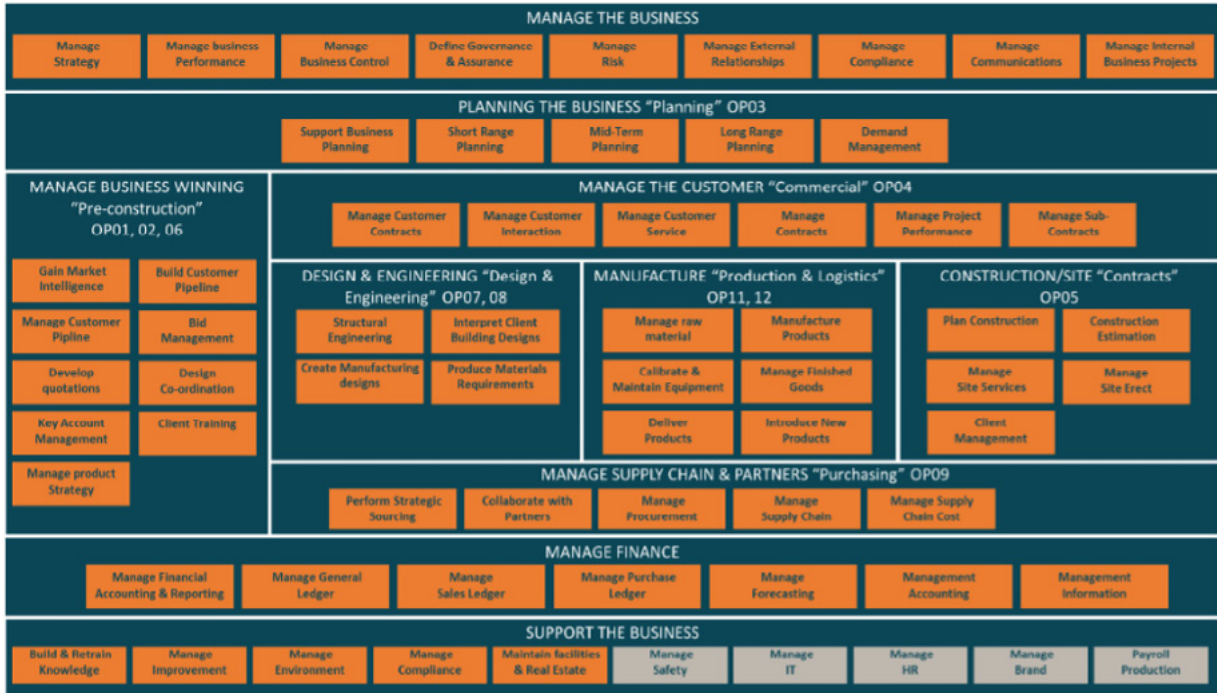 MANAGE THE BUSINESS
Manage
Strategy
Manage business
Performance
Manage
Business Control
Define Governance
& Assurance
Manage
Risk
Manage External
Relationships
Manage
Compliance
Manage
Communications
Manage Internal
Business Projects
PLANNING THE BUSINESS “Planning” OP03
Support Business
Planning
Short Range
Planning
Mid-Term
Planning
Long Range
Planning
Demand
Management
MANAGE BUSINESS WINNING
“Pre-construction”
OP01, 02, 06
Gain Market
Intelligence
Build Customer
Pipeline
Manage Customer
Pipline
Bid
Management
Develop
quotations
Design
Co-ordination
Key Account
Management
Client Training
Manage product
Strategy
MANAGE THE CUSTOMER “Commercial” OP04
Manage Customer
Contracts
Manage Customer
Interaction
Manage Customer
Service
Manage
Contracts
Manage Project
Performance
Manage Sub-
Contracts
DESIGN & ENGINEERING “Design &
Engineering” OP07, 08
Structural
Engineering
Interpret Client
Building Designs
Create Manufacturing
designs
Produce Materials
Requirements
MANUFACTURE “Production & Logistics”
OP11, 12
Manage raw
material
Manufacture
Products
Calibrate &
Maintain Equipment
Manage Finished
Goods
Deliver
Products
Introduce New
Products
CONSTRUCTION/SITE “Contracts”
OP05
Plan Construction
Construction
Estimation
Manage
Site Services
Manage
Site Erect
Client
Management
MANAGE SUPPLY CHAIN & PARTNERS “Purchasing” OP09
Perform Strategic
Sourcing
Collaborate with
Partners
Manage
Procurement
Manage
Supply Chain
Manage Supply
Chain Cost
MANAGE FINANCE
Manage Financial
Accounting & Reporting
Manage General
Ledger
Manage
Sales Ledger
Manage Purchase
Ledger
Manage
Forecasting
Management
Accounting
Management
Information
SUPPORT THE BUSINESS
Build & Retrain
Knowledge
Manage
Improvement
Manage
Environment
Manage
Compliance
Maintain facilities
& Real Estate
Manage
Safety
Manage
IT
Manage
HR
Manage
Brand
Payroll
Production